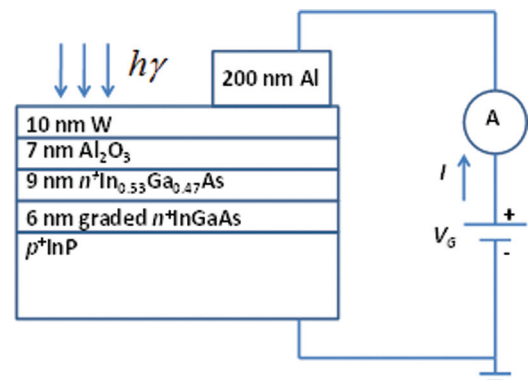 hγ
200 nm Al
10 nm W
7 nm Al₂O₃
9 nm n⁺In₀.₅₃Ga₀.₄₇As
6 nm graded n⁺InGaAs
p⁺InP
A
I
V_G
+
-